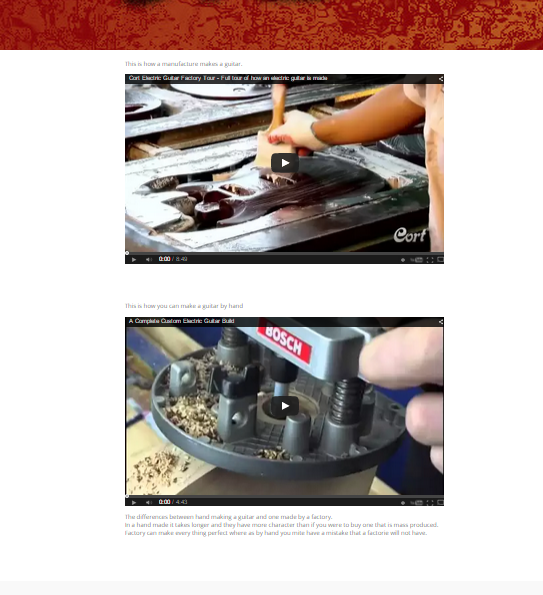 This is how a manufacture makes a guitar.
Cort Electric Guitar Factory Tour - Full tour of how an electric guitar is made
Cort
0:00 / 8:49
This is how you can make a guitar by hand
A Complete Custom Electric Guitar Build
BOSCH
0:00 / 4:43
The differences between hand making a guitar and one made by a factory.
In a hand made it takes longer and they have more character than if you were to buy one that is mass produced.
Factory can make every thing perfect where as by hand you mite have a mistake that a factorie will not have.